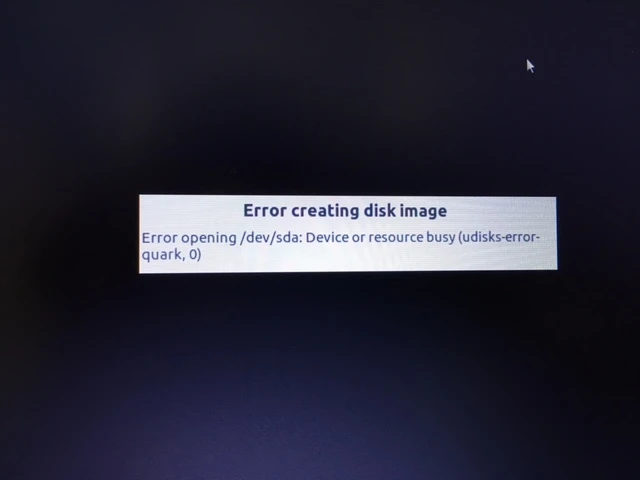 Error creating disk image
Error opening /dev/sda: Device or resource busy (udisks-error-
quark, 0)